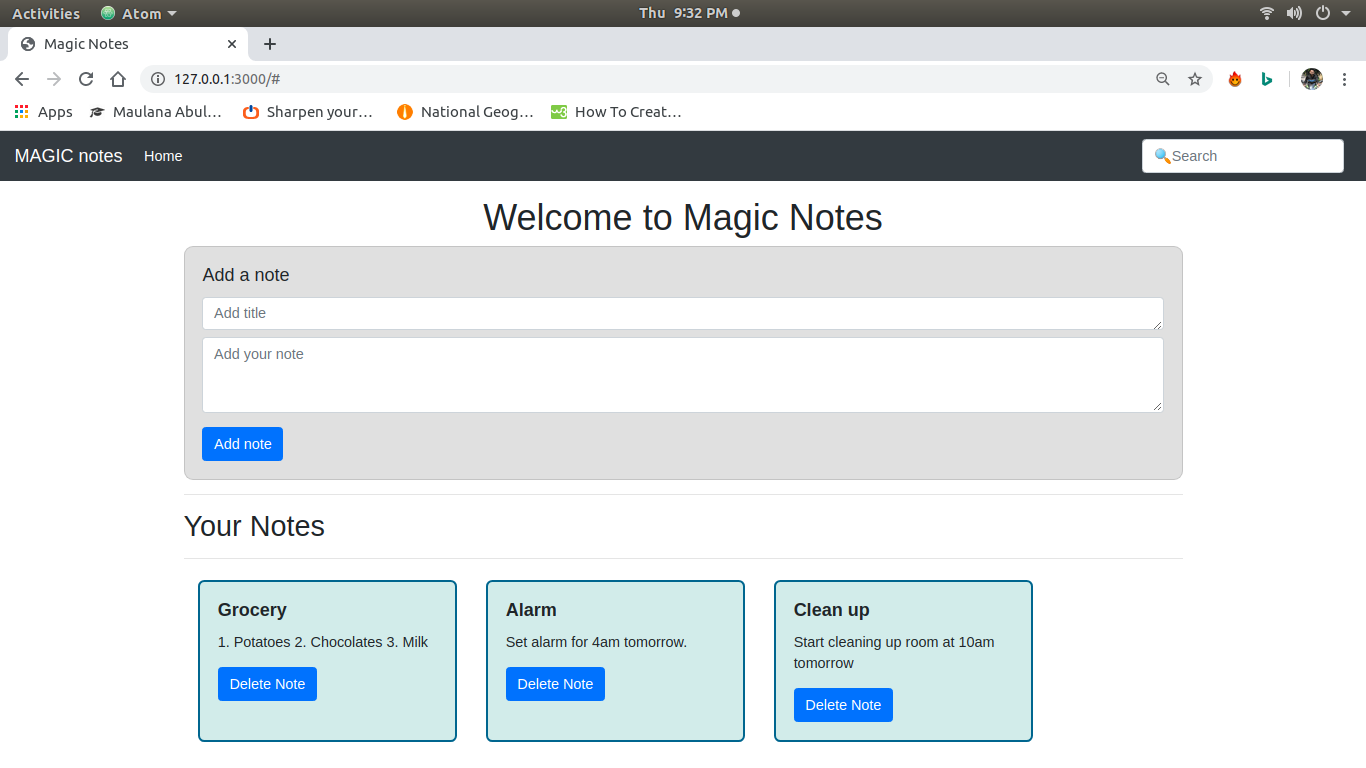 Activities Atom Thu 9:32 PM
Magic Notes
127.0.0.1:3000/#
Apps Maulana Abul… Sharpen your… National Geog… How To Creat…
MAGIC notes Home Search
Welcome to Magic Notes
Add a note
Add title
Add your note
Add note
Your Notes
Grocery
1. Potatoes 2. Chocolates 3. Milk
Delete Note
Alarm
Set alarm for 4am tomorrow.
Delete Note
Clean up
Start cleaning up room at 10am
tomorrow
Delete Note